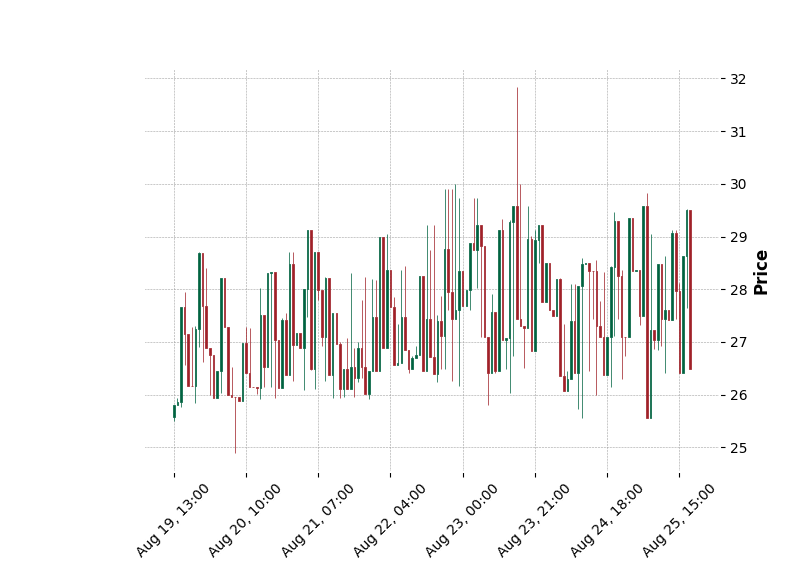 32
31
30
29
28
27
26
25
Price
Aug 19, 13:00
Aug 20, 10:00
Aug 21, 07:00
Aug 22, 04:00
Aug 23, 00:00
Aug 23, 21:00
Aug 24, 18:00
Aug 25, 15:00